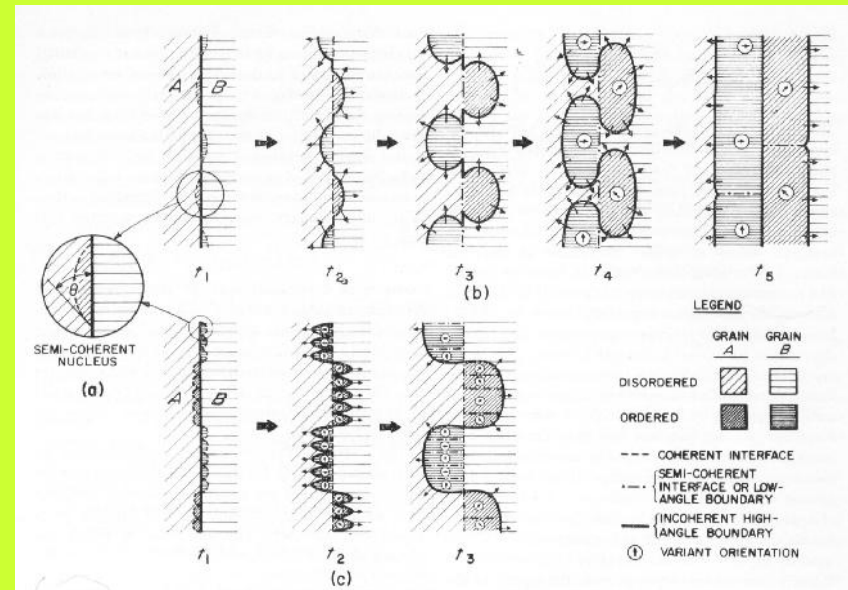 A B
t1
t2
t3
t4
t5
(b)
θ
SEMI-COHERENT
NUCLEUS
(a)
A B
t1
t2
t3
(c)
LEGEND
GRAIN GRAIN
A B
DISORDERED
ORDERED
COHERENT INTERFACE
SEMI-COHERENT
INTERFACE OR LOW-
ANGLE BOUNDARY
INCOHERENT HIGH-
ANGLE BOUNDARY
VARIANT ORIENTATION